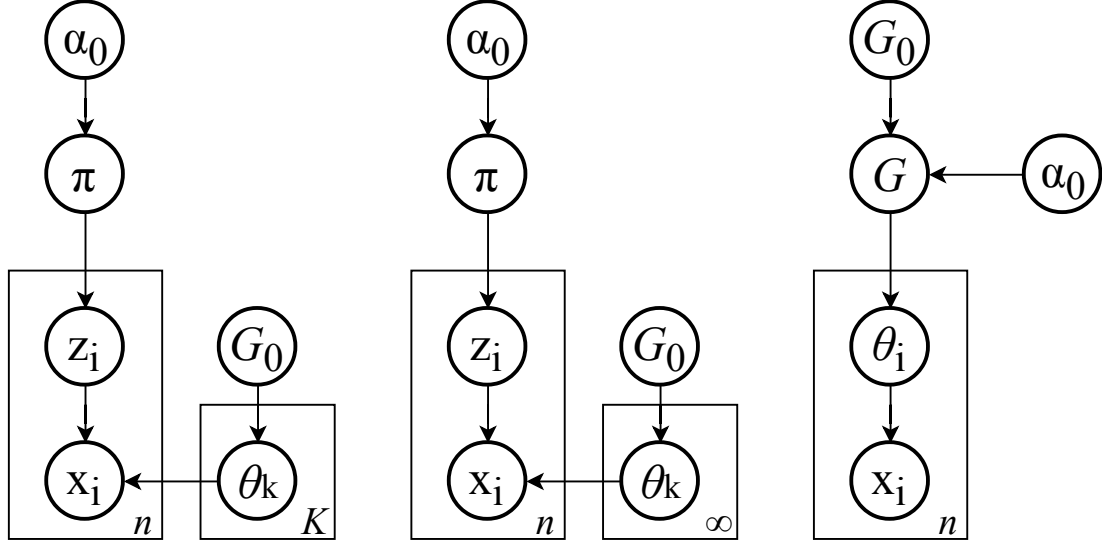 α₀ α₀ G₀
π π G α₀
zᵢ G₀ zᵢ G₀ θᵢ
xᵢ θk xᵢ θk xᵢ
n K n ∞ n